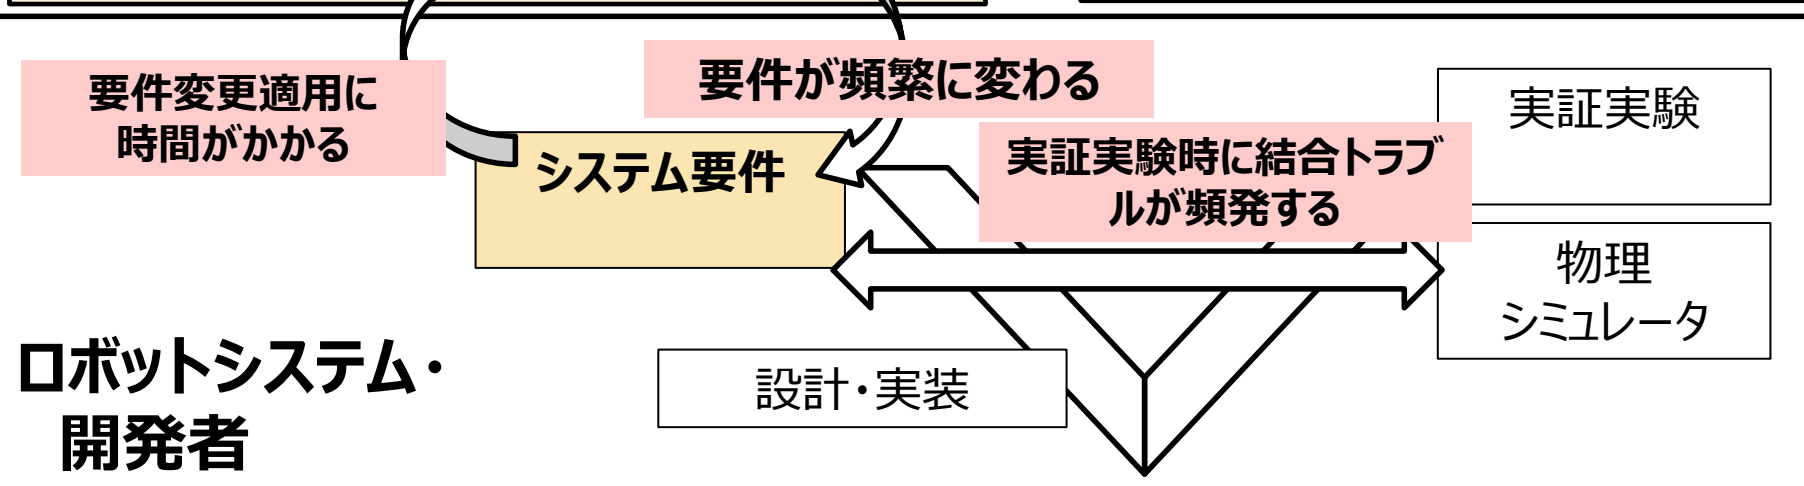 要件変更適用に
時間がかかる
要件が頻繁に変わる
実証実験
システム要件
実証実験時に結合トラブ
ルが頻発する
物理
シミュレータ
設計・実装
ロボットシステム・
開発者